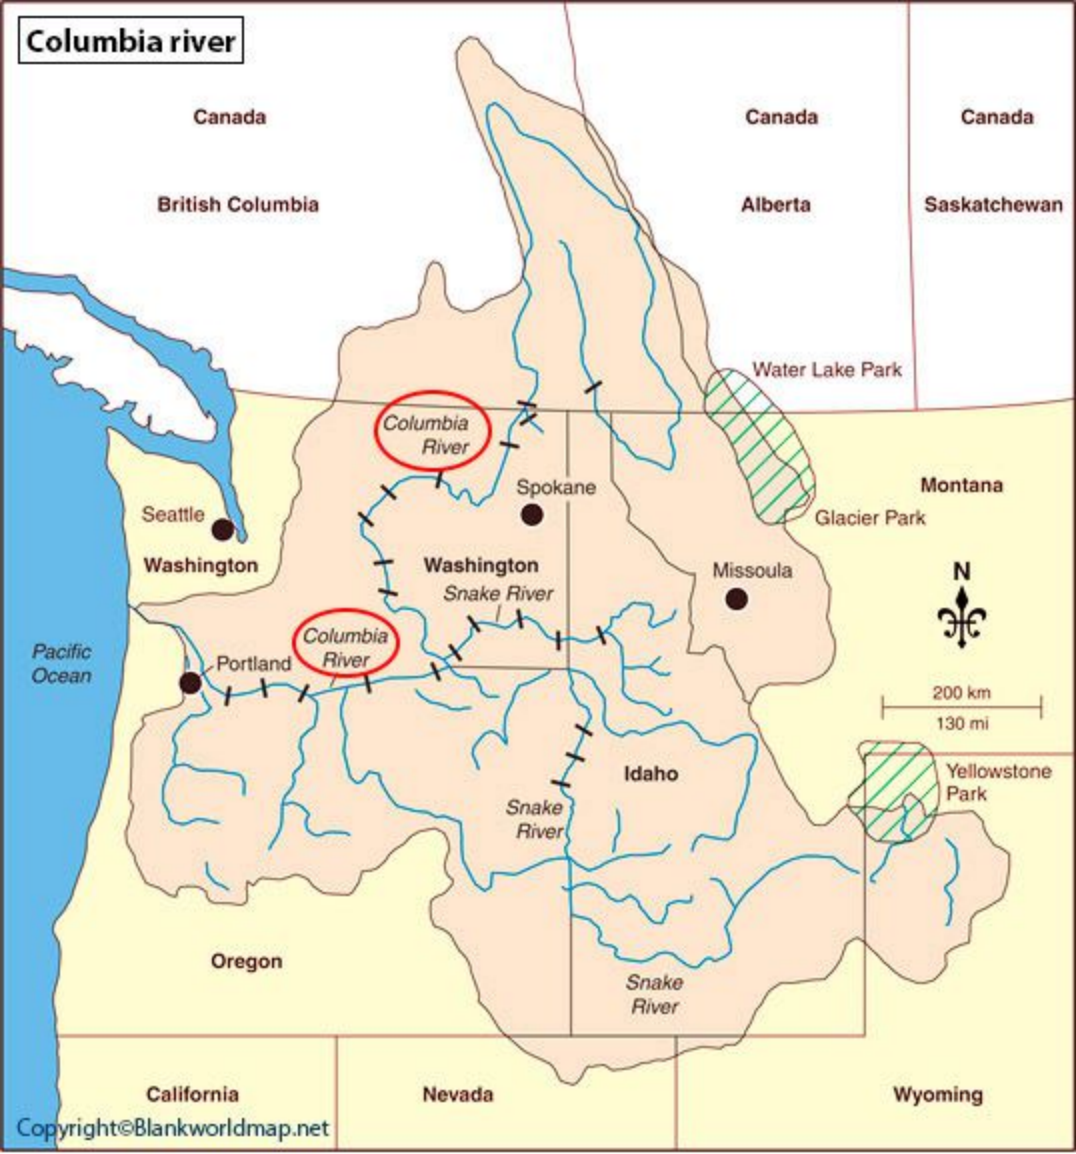 Columbia river
Canada
Canada
Canada
British Columbia
Alberta
Saskatchewan
Water Lake Park
Columbia
River
Spokane
Montana
Seattle
Glacier Park
Washington
Washington
Missoula
N
Snake River
Columbia
River
Pacific
Ocean
Portland
200 km
130 mi
Idaho
Yellowstone
Park
Snake
River
Oregon
Snake
River
California
Nevada
Wyoming
Copyright©Blankworldmap.net